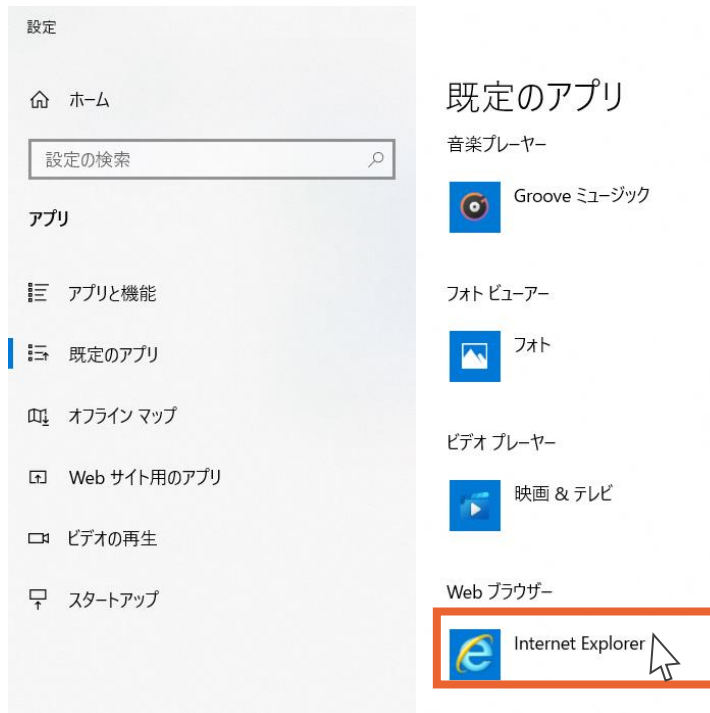 設定
ホーム
設定の検索
アプリ
アプリと機能
既定のアプリ
オフライン マップ
Web サイト用のアプリ
ビデオの再生
スタートアップ
既定のアプリ
音楽プレーヤー
Groove ミュージック
フォト ビューアー
フォト
ビデオ プレーヤー
映画 & テレビ
Web ブラウザー
Internet Explorer